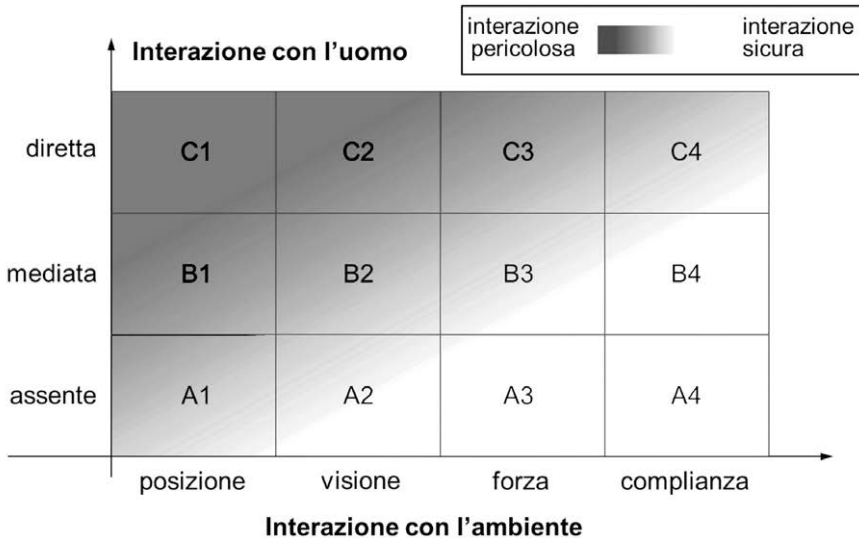 interazione pericolosa
interazione sicura
Interazione con l'uomo
diretta
C1 C2 C3 C4
mediata
B1 B2 B3 B4
assente
A1 A2 A3 A4
posizione visione forza complianza
Interazione con l'ambiente